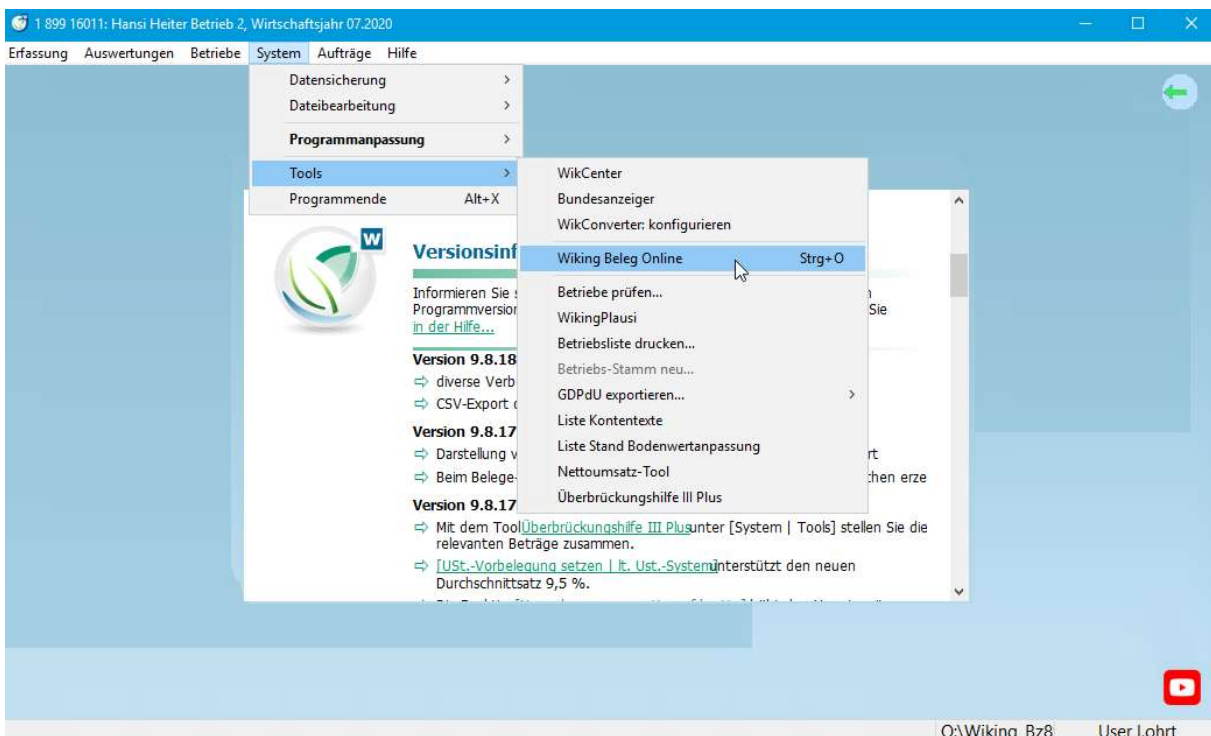 1 899 16011: Hansi Heiter Betrieb 2, Wirtschaftsjahr 07.2020
Erfassung Auswertungen Betriebe System Aufträge Hilfe
Datensicherung
Dateibearbeitung
Programmanpassung
Tools
Programmende Alt+X
WikCenter
Bundesanzeiger
WikConverter: konfigurieren
Wiking Beleg Online Strg+O
Betriebe prüfen...
WikingPlausi
Betriebsliste drucken...
Betriebs-Stamm neu...
GDPdU exportieren...
Liste Kontentexte
Liste Stand Bodenwertanpassung
Nettoumsatz-Tool
Überbrückungshilfe III Plus
W
Versionsinf
Informieren Sie
Programmversion
Sie
in der Hilfe...
Version 9.8.18
diverse Verb
CSV-Export
Version 9.8.17
Darstellung v
rt
Beim Belege-
chen erze
Version 9.8.17
Mit dem Tool Überbrückungshilfe III Plus unter [System | Tools] stellen Sie die
relevanten Beträge zusammen.
[USt.-Vorbelegung setzen | lt. Ust.-System] unterstützt den neuen
Durchschnittsatz 9,5 %.
O:\Wiking_Bz8 User Lohrt